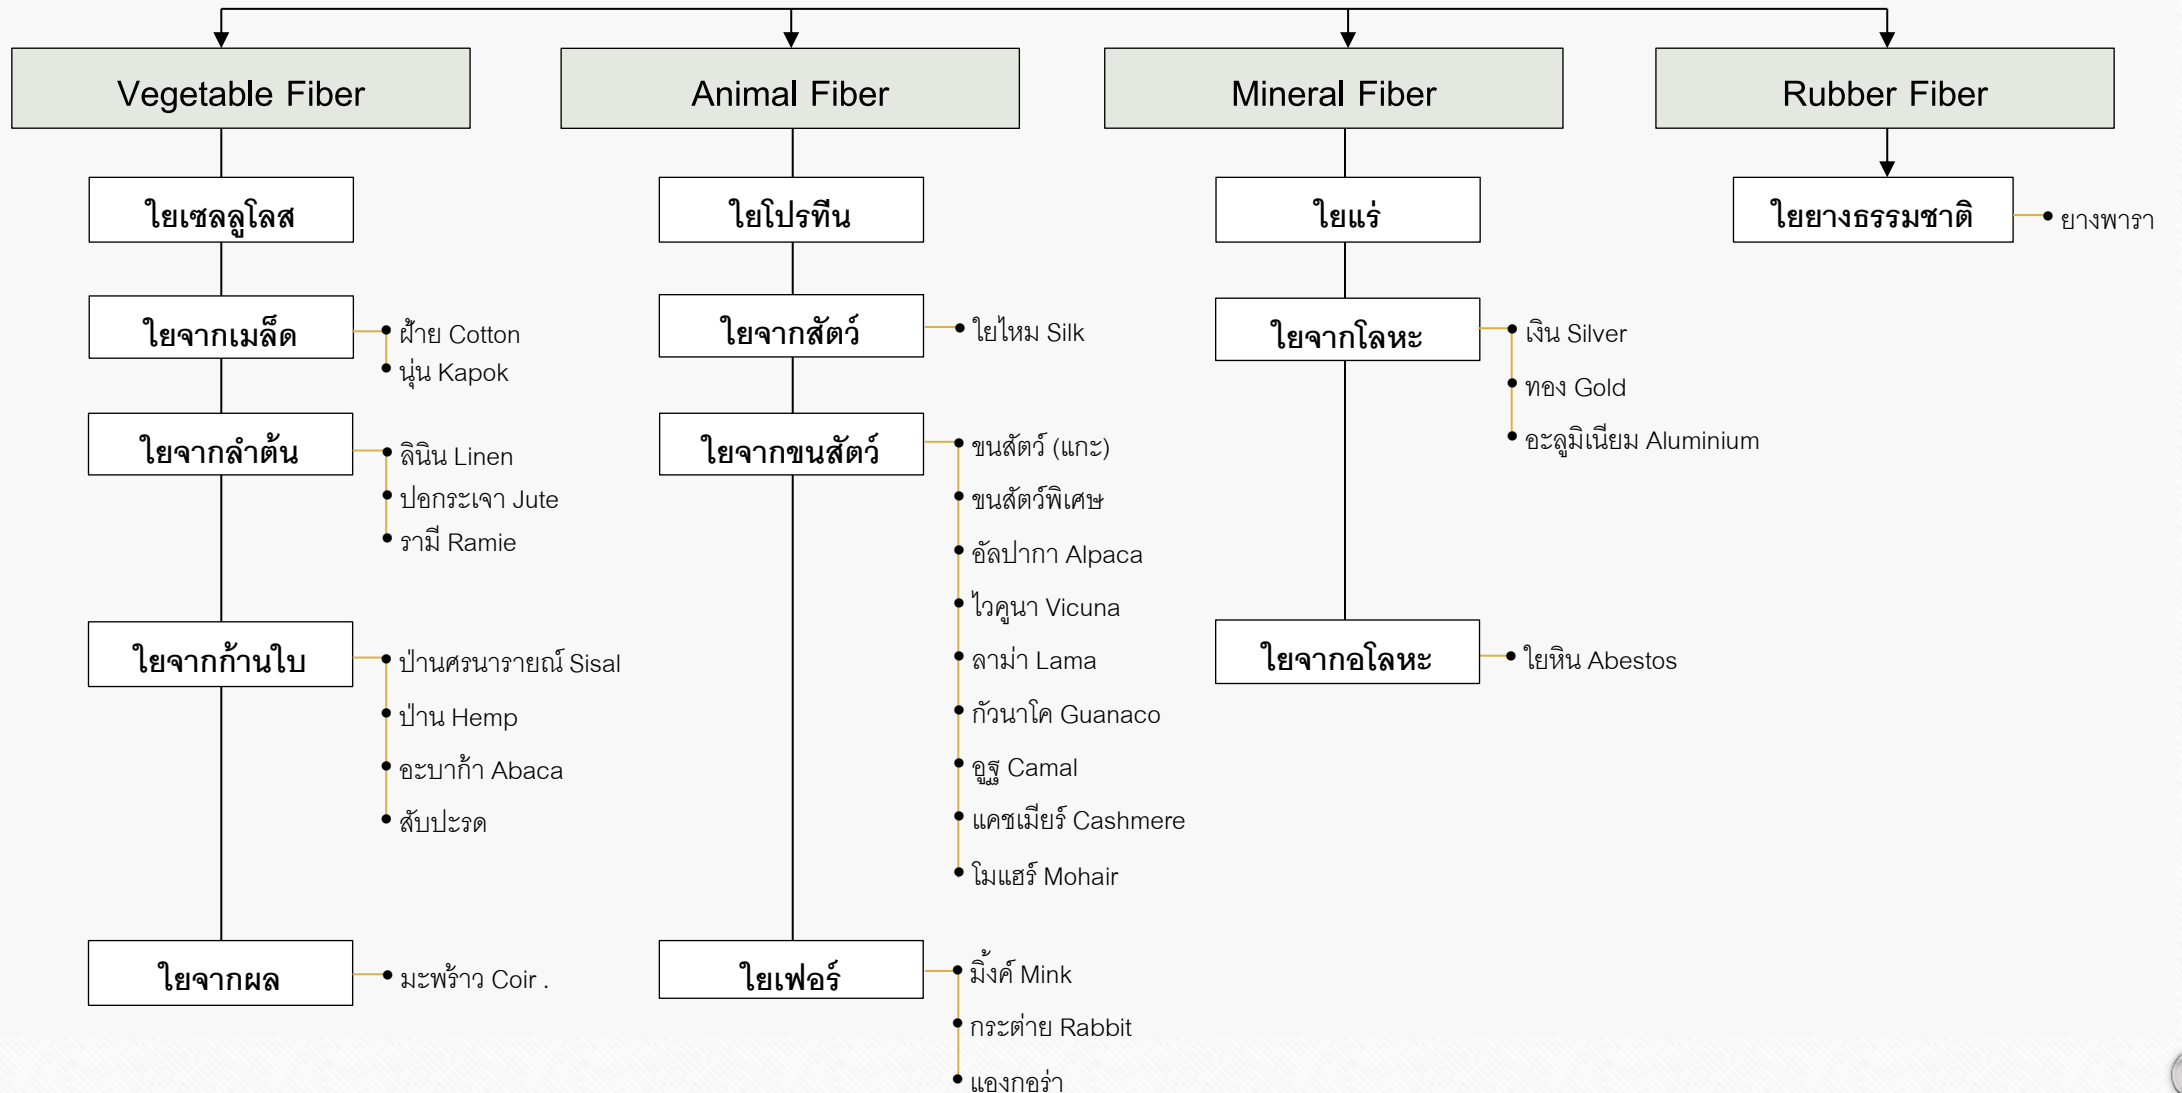 Vegetable Fiber
ใยเซลลูโลส
ใยจากเมล็ด
ฝ้าย Cotton
นุ่น Kapok
ใยจากลำต้น
ลินิน Linen
ปอกระเจา Jute
รามี Ramie
ใยจากก้านใบ
ป่านศรนารายณ์ Sisal
ป่าน Hemp
อะบาก้า Abaca
สับปะรด
ใยจากผล
มะพร้าว Coir .
Animal Fiber
ใยโปรทีน
ใยจากสัตว์
ใยไหม Silk
ใยจากขนสัตว์
ขนสัตว์ (แกะ)
ขนสัตว์พิเศษ
อัลปากา Alpaca
ไวคูนา Vicuna
ลาม่า Lama
กัวนาโค Guanaco
อูฐ Camal
แคชเมียร์ Cashmere
โมแฮร์ Mohair
ใยเฟอร์
มิ้งค์ Mink
กระต่าย Rabbit
แองกอร่า
Mineral Fiber
ใยแร่
ใยจากโลหะ
เงิน Silver
ทอง Gold
อะลูมิเนียม Aluminium
ใยจากอโลหะ
ใยหิน Abestos
Rubber Fiber
ใยยางธรรมชาติ
ยางพารา